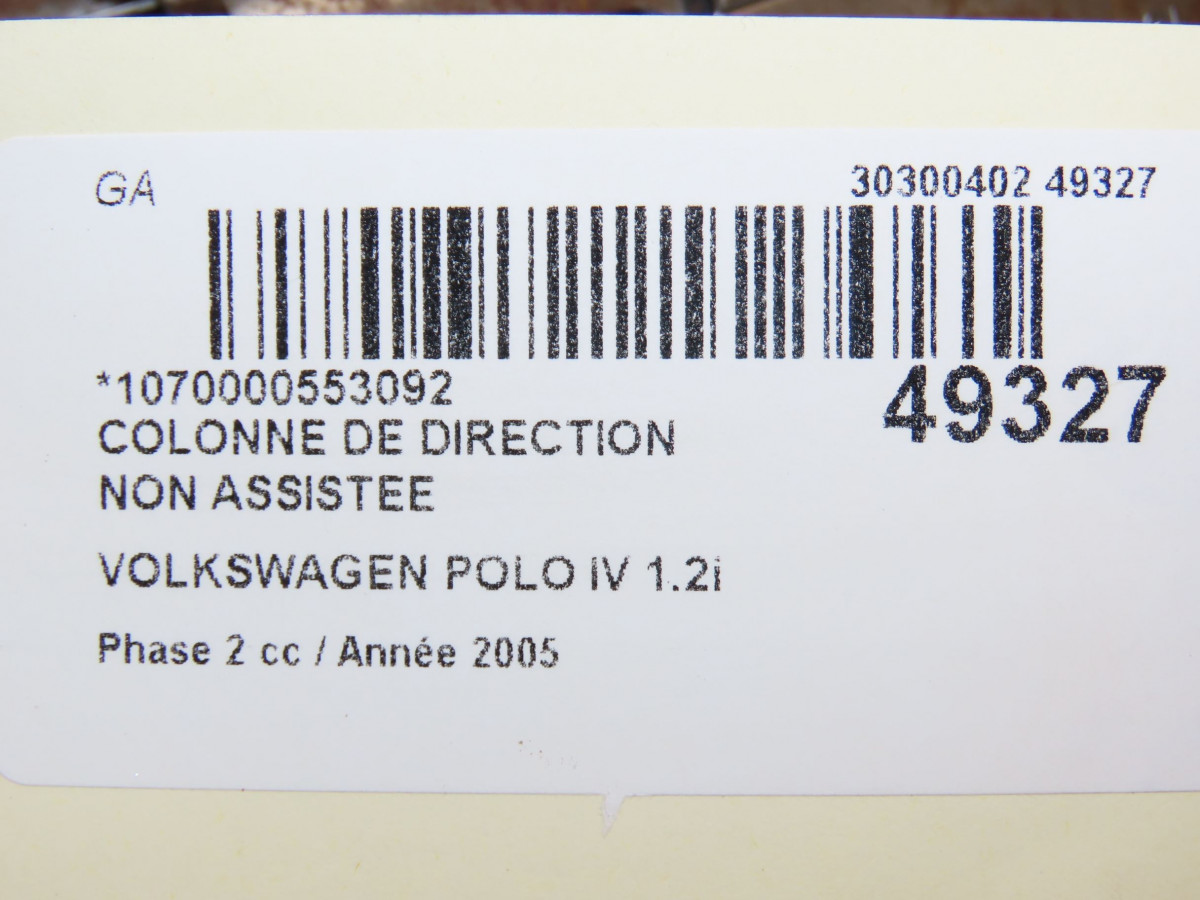 GA
30300402 49327
*1070000553092
49327
COLONNE DE DIRECTION
NON ASSISTEE
VOLKSWAGEN POLO IV 1.2i
Phase 2 cc / Année 2005